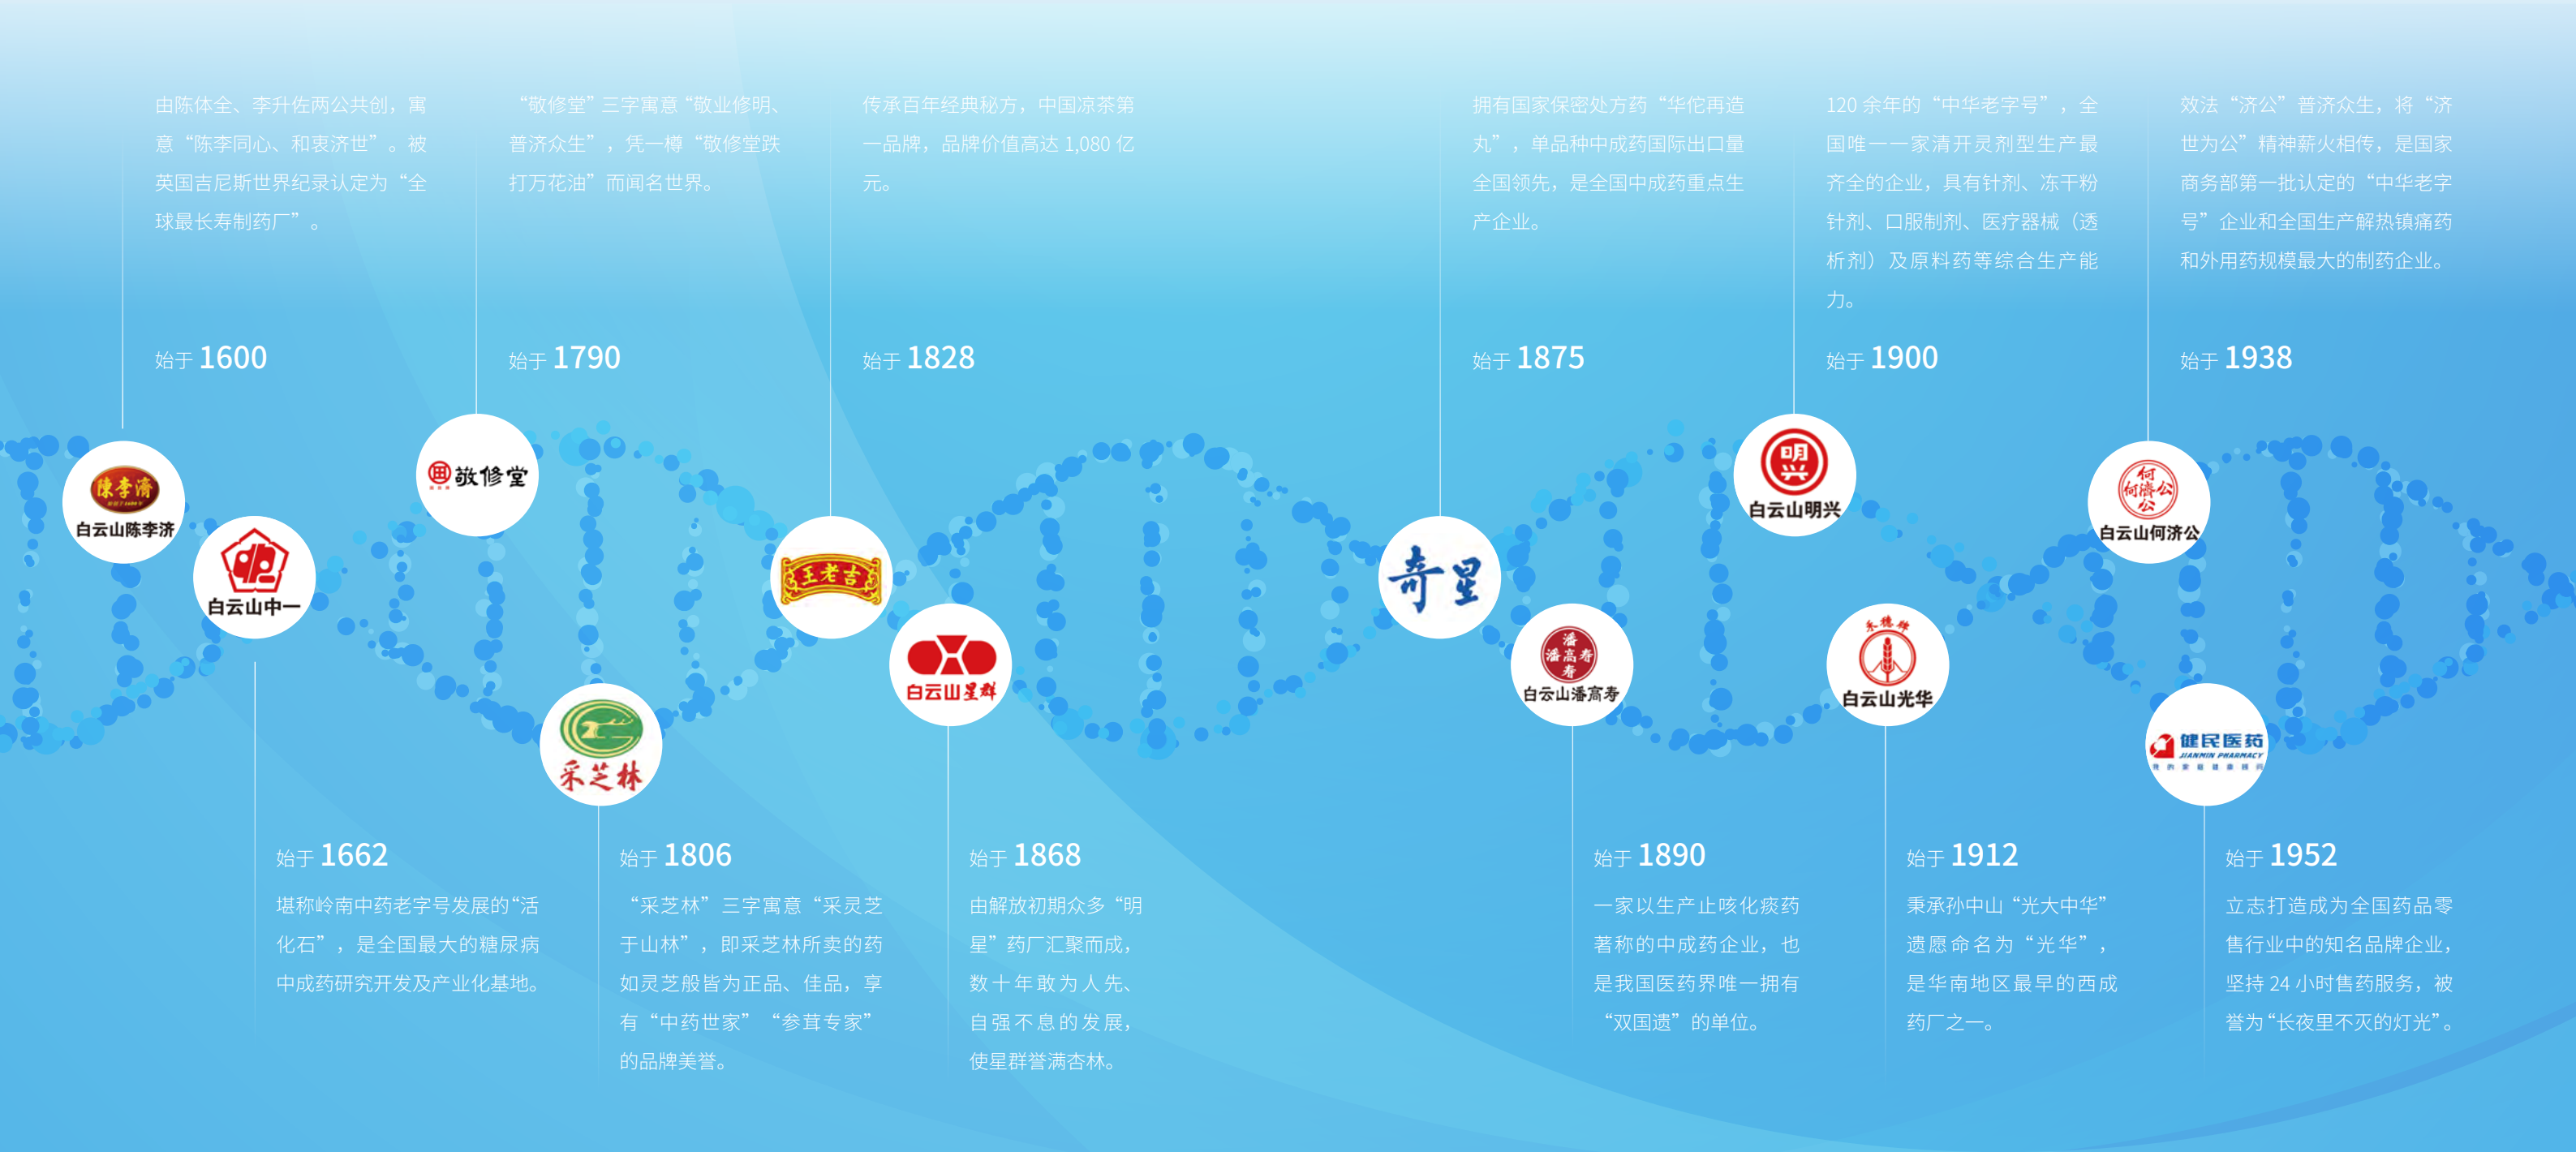 由陈体全、李升佐两公共创，寓
意“陈李同心、和衷济世”。被
英国吉尼斯世界纪录认定为“全
球最长寿制药厂”。
始于 1600
“敬修堂”三字寓意“敬业修明、
普济众生”，凭一樽“敬修堂跌
打万花油”而闻名世界。
始于 1790
传承百年经典秘方，中国凉茶第
一品牌，品牌价值高达 1,080 亿
元。
始于 1828
拥有国家保密处方药“华佗再造
丸”，单品种中成药国际出口量
全国领先，是全国中成药重点生
产企业。
始于 1875
120 余年的“中华老字号”，全
国唯一一家清开灵剂型生产最
齐全的企业，具有针剂、冻干粉
针剂、口服制剂、医疗器械（透
析剂）及原料药等综合生产能
力。
始于 1900
效法“济公”普济众生，将“济
世为公”精神薪火相传，是国家
商务部第一批认定的“中华老字
号”企业和全国生产解热镇痛药
和外用药规模最大的制药企业。
始于 1938
陳李濟
白云山陈李济
白云山中一
敬修堂
采芝林
王老吉
白云山星群
奇星
潘
潘高寿
寿
白云山潘高寿
明
兴
白云山明兴
禾穗牌
白云山光华
何
何濟公
公
白云山何济公
健民医药
JIANMIN PHARMACY
始于 1662
堪称岭南中药老字号发展的“活
化石”，是全国最大的糖尿病
中成药研究开发及产业化基地。
始于 1806
“采芝林”三字寓意“采灵芝
于山林”，即采芝林所卖的药
如灵芝般皆为正品、佳品，享
有“中药世家”“参茸专家”
的品牌美誉。
始于 1868
由解放初期众多“明
星”药厂汇聚而成，
数十年敢为人先、
自强不息的发展，
使星群誉满杏林。
始于 1890
一家以生产止咳化痰药
著称的中成药企业，也
是我国医药界唯一拥有
“双国遗”的单位。
始于 1912
秉承孙中山“光大中华”
遗愿命名为“光华”，
是华南地区最早的西成
药厂之一。
始于 1952
立志打造成为全国药品零
售行业中的知名品牌企业，
坚持 24 小时售药服务，被
誉为“长夜里不灭的灯光”。